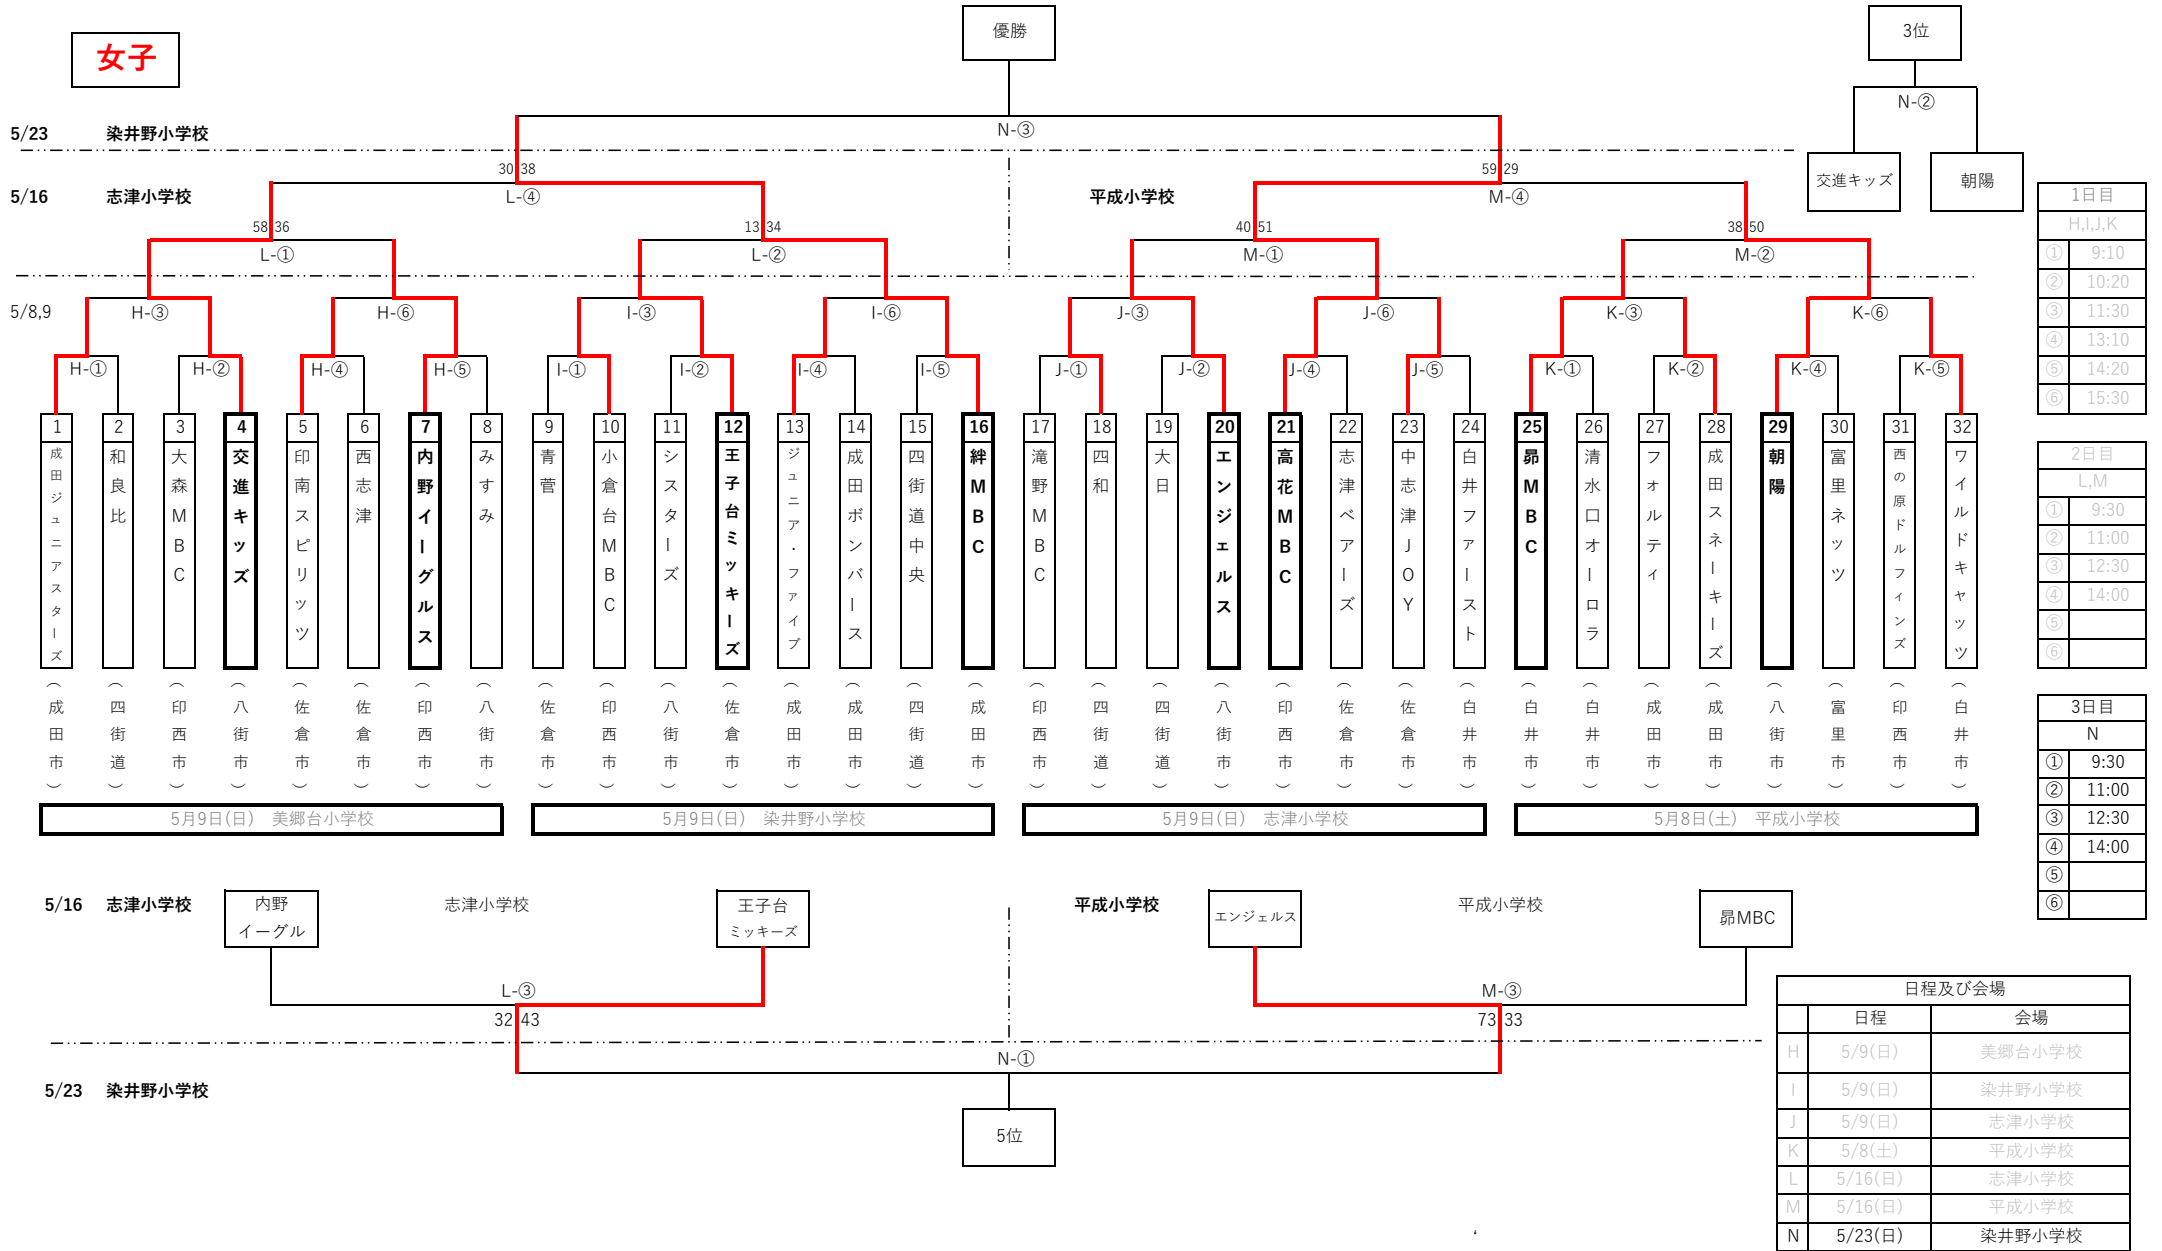 優勝
3位
女子
N-②
N-③
5/23 染井野小学校
30 38
59 29
交進キッズ
朝陽
5/16 志津小学校
L-④
平成小学校
M-④
1日目
H,I,J,K
① 9:10
② 10:20
③ 11:30
④ 13:10
⑤ 14:20
⑥ 15:30
58 36
13 34
40 51
38 50
L-①
L-②
M-①
M-②
5/8,9
H-③
H-⑥
I-③
I-⑥
J-③
J-⑥
K-③
K-⑥
H-①
H-②
H-④
H-⑤
I-①
I-②
I-④
I-⑤
J-①
J-②
J-④
J-⑤
K-①
K-②
K-④
K-⑤
1 成田ジュニアスターズ (成田市)
2 和良比 (四街道)
3 大森MBC (印西市)
4 交進キッズ (八街市)
5 印南スピリッツ (佐倉市)
6 西志津 (佐倉市)
7 内野イーグルス (印西市)
8 みすみ (八街市)
9 青菅 (佐倉市)
10 小倉台MBC (印西市)
11 シスターズ (八街市)
12 王子台ミッキーズ (佐倉市)
13 ジュニア・ファイブ (成田市)
14 成田ボンバース (成田市)
15 四街道中央 (四街道)
16 絆MBC (成田市)
17 滝野MBC (印西市)
18 四和 (四街道)
19 大日 (四街道)
20 エンジェルス (八街市)
21 高花MBC (印西市)
22 志津ベアーズ (佐倉市)
23 中志津JOY (佐倉市)
24 白井ファースト (白井市)
25 昴MBC (白井市)
26 清水口オーロラ (白井市)
27 フォルティ (成田市)
28 成田スネーキーズ (成田市)
29 朝陽 (八街市)
30 富里ネッツ (富里市)
31 西の原ドルフィンズ (印西市)
32 ワイルドキャッツ (白井市)
2日目
L,M
① 9:30
② 11:00
③ 12:30
④ 14:00
⑤
⑥
3日目
N
① 9:30
② 11:00
③ 12:30
④ 14:00
⑤
⑥
5月9日(日) 美郷台小学校
5月9日(日) 染井野小学校
5月9日(日) 志津小学校
5月8日(土) 平成小学校
5/16 志津小学校
内野
イーグル
志津小学校
王子台
ミッキーズ
平成小学校
エンジェルス
平成小学校
昴MBC
L-③
32 43
M-③
73 33
N-①
5/23 染井野小学校
5位
日程及び会場
日程 会場
H 5/9(日) 美郷台小学校
I 5/9(日) 染井野小学校
J 5/9(日) 志津小学校
K 5/8(土) 平成小学校
L 5/16(日) 志津小学校
M 5/16(日) 平成小学校
N 5/23(日) 染井野小学校